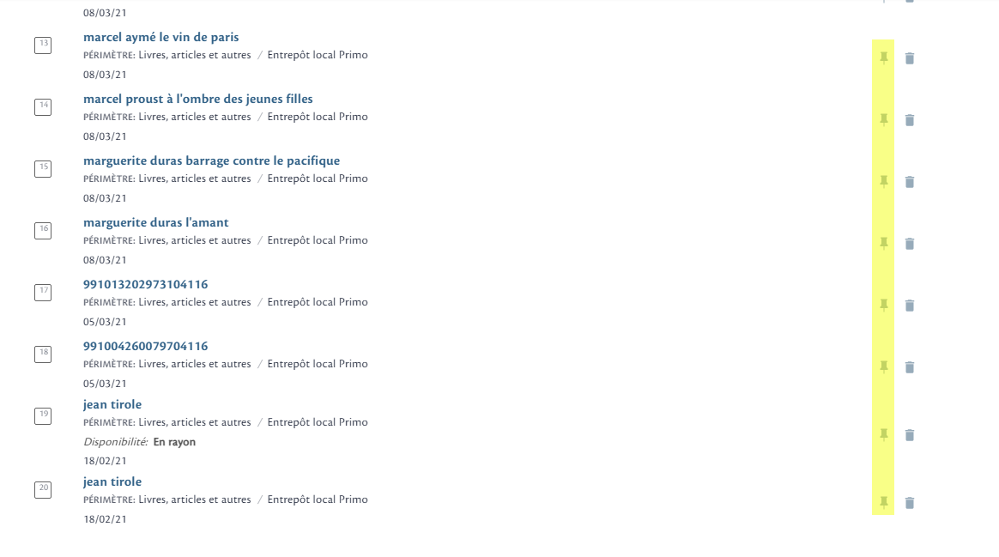 08/03/21
13
marcel aymé le vin de paris
PÉRIMÈTRE: Livres, articles et autres / Entrepôt local Primo
08/03/21
14
marcel proust à l'ombre des jeunes filles
PÉRIMÈTRE: Livres, articles et autres / Entrepôt local Primo
08/03/21
15
marguerite duras barrage contre le pacifique
PÉRIMÈTRE: Livres, articles et autres / Entrepôt local Primo
08/03/21
16
marguerite duras l'amant
PÉRIMÈTRE: Livres, articles et autres / Entrepôt local Primo
08/03/21
17
991013202973104116
PÉRIMÈTRE: Livres, articles et autres / Entrepôt local Primo
05/03/21
18
991004260079704116
PÉRIMÈTRE: Livres, articles et autres / Entrepôt local Primo
05/03/21
19
jean tirole
PÉRIMÈTRE: Livres, articles et autres / Entrepôt local Primo
Disponibilité: En rayon
18/02/21
20
jean tirole
PÉRIMÈTRE: Livres, articles et autres / Entrepôt local Primo
18/02/21